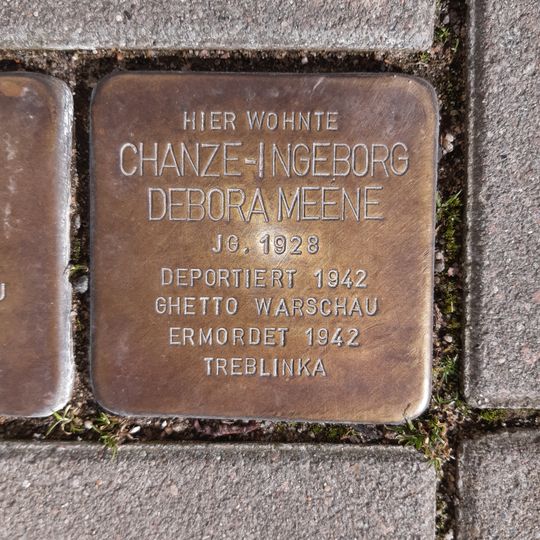 HIER WOHNTE
CHANZE-INGEBORG
DEBORA MEENE
JG. 1928
DEPORTIERT 1942
GHETTO WARSCHAU
ERMORDET 1942
TREBLINKA